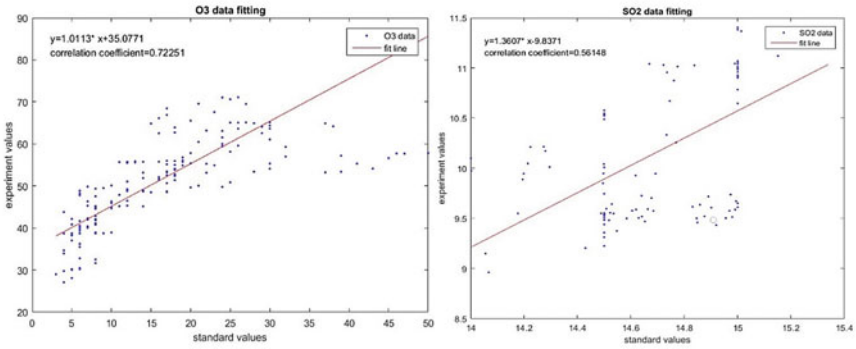 O3 data fitting
y=1.0113* x+35.0771
correlation coefficient=0.72251
O3 data
fit line
experiment values
90
80
70
60
50
40
30
20
0 5 10 15 20 25 30 35 40 45 50
standard values
SO2 data fitting
y=1.3607* x-9.8371
correlation coefficient=0.56148
SO2 data
fit line
experiment values
11.5
11
10.5
10
9.5
9
8.5
14 14.2 14.4 14.6 14.8 15 15.2 15.4
standard values